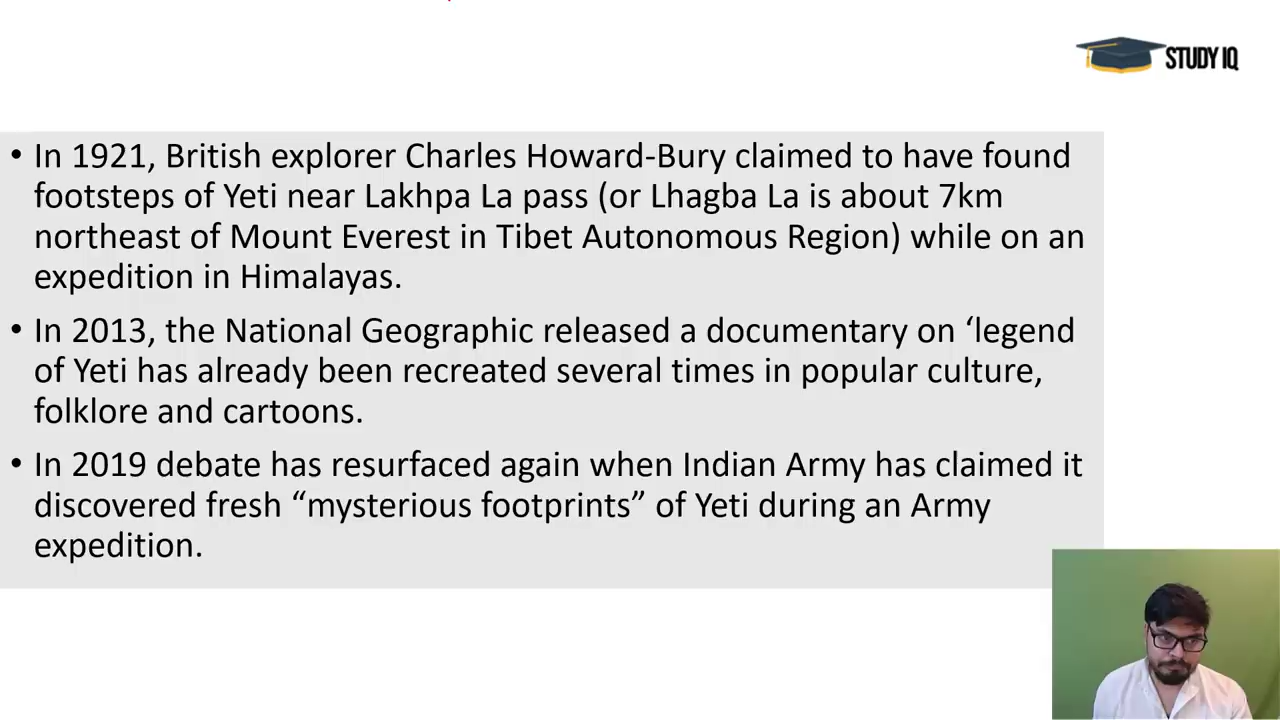 STUDY IQ
• In 1921, British explorer Charles Howard-Bury claimed to have found
footsteps of Yeti near Lakhpa La pass (or Lhagba La is about 7km
northeast of Mount Everest in Tibet Autonomous Region) while on an
expedition in Himalayas.
• In 2013, the National Geographic released a documentary on ‘legend
of Yeti has already been recreated several times in popular culture,
folklore and cartoons.
• In 2019 debate has resurfaced again when Indian Army has claimed it
discovered fresh “mysterious footprints” of Yeti during an Army
expedition.